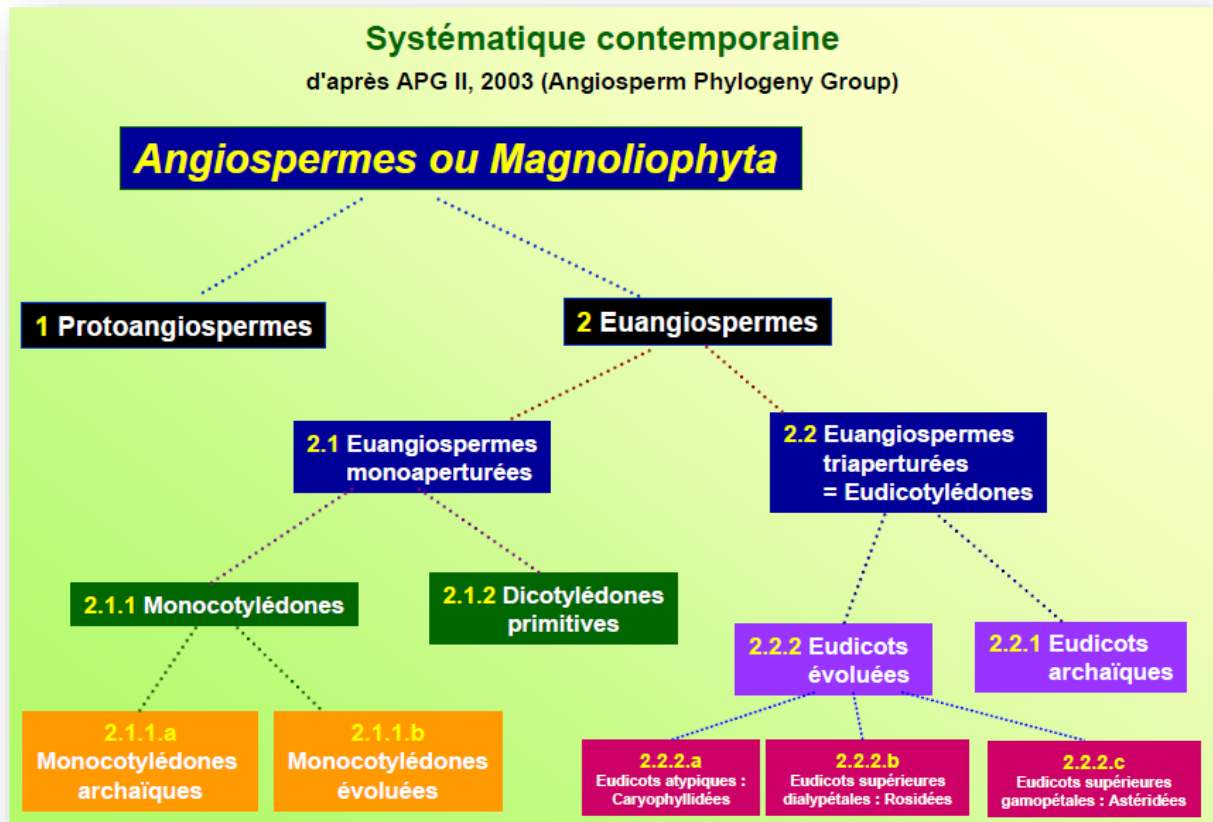 Systématique contemporaine
d'après APG II, 2003 (Angiosperm Phylogeny Group)
Angiospermes ou Magnoliophyta
1 Protoangiospermes
2 Euangiospermes
2.1 Euangiospermes
monoaperturées
2.2 Euangiospermes
triaperturées
= Eudicotylédones
2.1.1 Monocotylédones
2.1.2 Dicotylédones
primitives
2.2.2 Eudicots
évoluées
2.2.1 Eudicots
archaïques
2.1.1.a
Monocotylédones
archaïques
2.1.1.b
Monocotylédones
évoluées
2.2.2.a
Eudicots atypiques :
Caryophyllidées
2.2.2.b
Eudicots supérieures
dialypétales : Rosidées
2.2.2.c
Eudicots supérieures
gamopétales : Astéridées